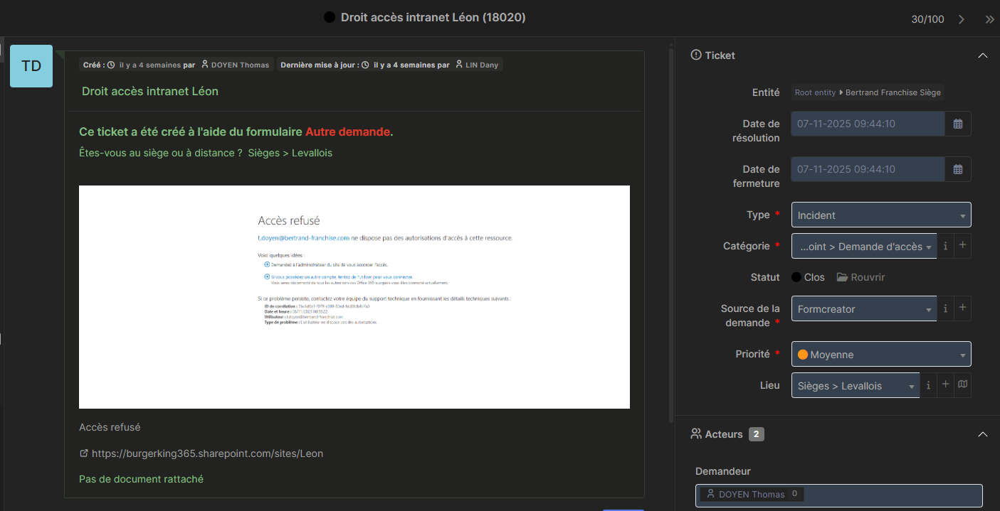 Droit accès intranet Léon (18020)
30/100
TD
Créé : il y a 4 semaines par DOYEN Thomas Dernière mise à jour : il y a 4 semaines par LIN Dany
Droit accès intranet Léon
Ce ticket a été créé à l'aide du formulaire Autre demande.
Êtes-vous au siège ou à distance ? Sièges > Levallois
Accès refusé
t.doyen@bertrand-franchise.com ne dispose pas des autorisations d'accès à cette ressource.
Voici quelques idées :
Demandez à l'administrateur du site de vous accorder l'accès.
Si vous possédez un autre compte, tentez de l'utiliser pour vous connecter.
Vous serez déconnecté de tous les autres services Office 365 auxquels vous êtes connecté actuellement.
Si ce problème persiste, contactez votre équipe du support technique en fournissant les détails techniques suivants :
ID de corrélation :
Date et heure : 06/11/2025
Utilisateur : t.doyen@bertrand-franchise.com
Type de problème : L'utilisateur ne dispose pas des autorisations.
Accès refusé
https://burgerking365.sharepoint.com/sites/Leon
Pas de document rattaché
Ticket
Entité Root entity Bertrand Franchise Siège
Date de
résolution
07-11-2025 09:44:10
Date de
fermeture
07-11-2025 09:44:10
Type * Incident
Catégorie * ...oint > Demande d'accès
Statut Clos Rouvrir
Source de la
demande *
Formcreator
Priorité * Moyenne
Lieu Sièges > Levallois
Acteurs 2
Demandeur
DOYEN Thomas 0